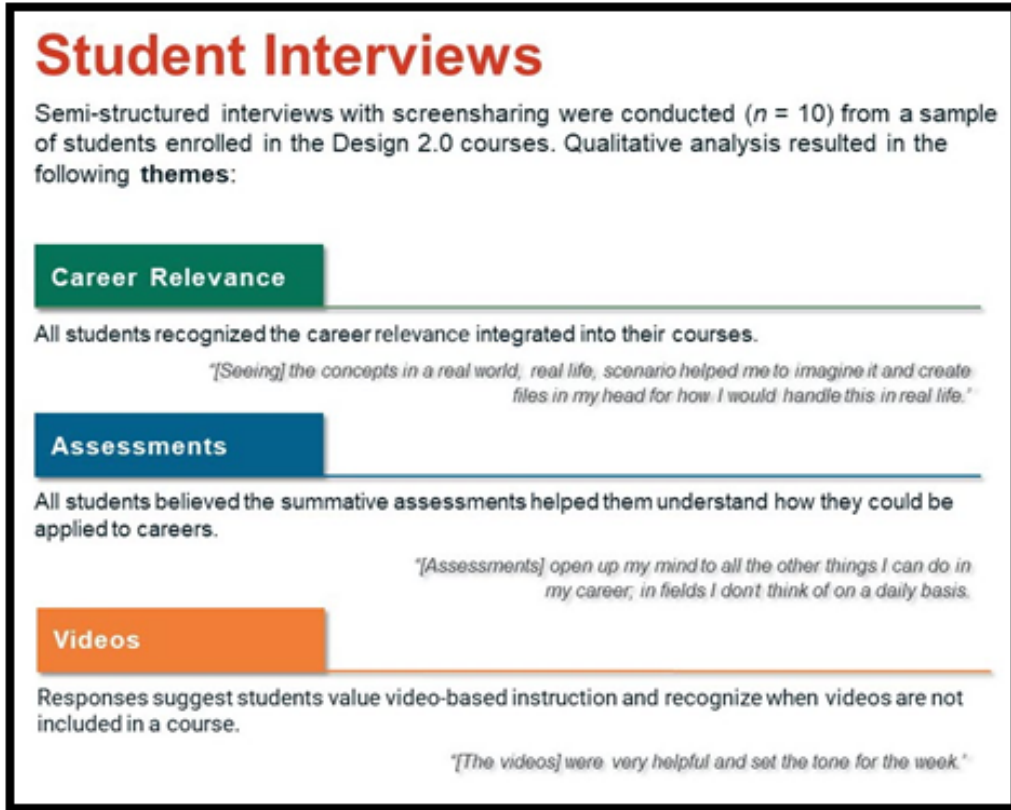 Student Interviews
Semi-structured interviews with screensharing were conducted (n = 10) from a sample
of students enrolled in the Design 2.0 courses. Qualitative analysis resulted in the
following themes:
Career Relevance
All students recognized the career relevance integrated into their courses.
"[Seeing] the concepts in a real world, real life, scenario helped me to imagine it and create
files in my head for how I would handle this in real life."
Assessments
All students believed the summative assessments helped them understand how they could be
applied to careers.
"[Assessments] open up my mind to all the other things I can do in
my career; in fields I don't think of on a daily basis.
Videos
Responses suggest students value video-based instruction and recognize when videos are not
included in a course.
"[The videos] were very helpful and set the tone for the week."